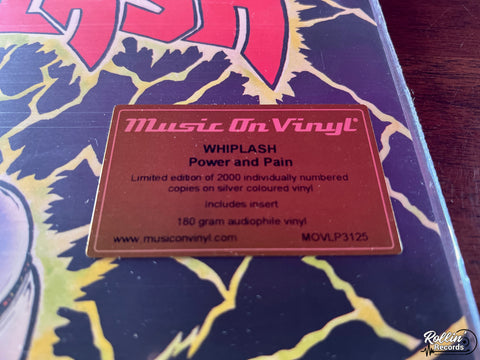 Music On Vinyl®
WHIPLASH
Power and Pain
Limited edition of 2000 individually numbered
copies on silver coloured vinyl
includes insert
180 gram audiophile vinyl
www.musiconvinyl.com MOVLP3125
Rollin'
Records